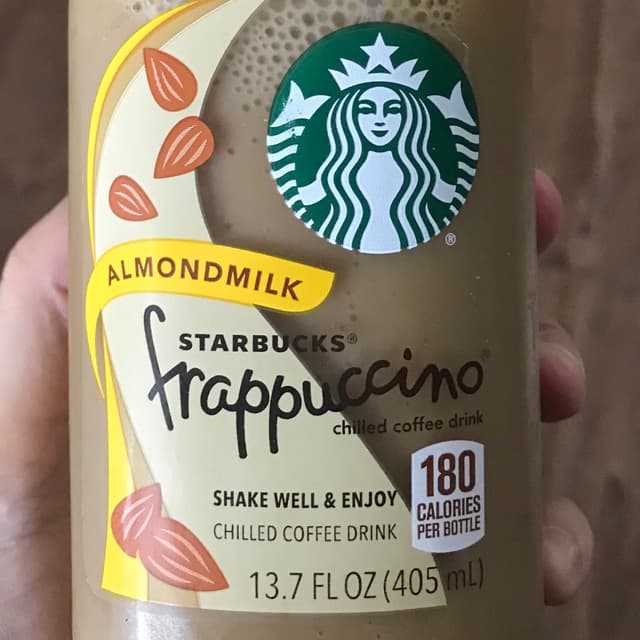 ALMONDMILK
STARBUCKS®
frappuccino®
chilled coffee drink
180
CALORIES
PER BOTTLE
SHAKE WELL & ENJOY
CHILLED COFFEE DRINK
13.7 FL OZ (405 mL)
®